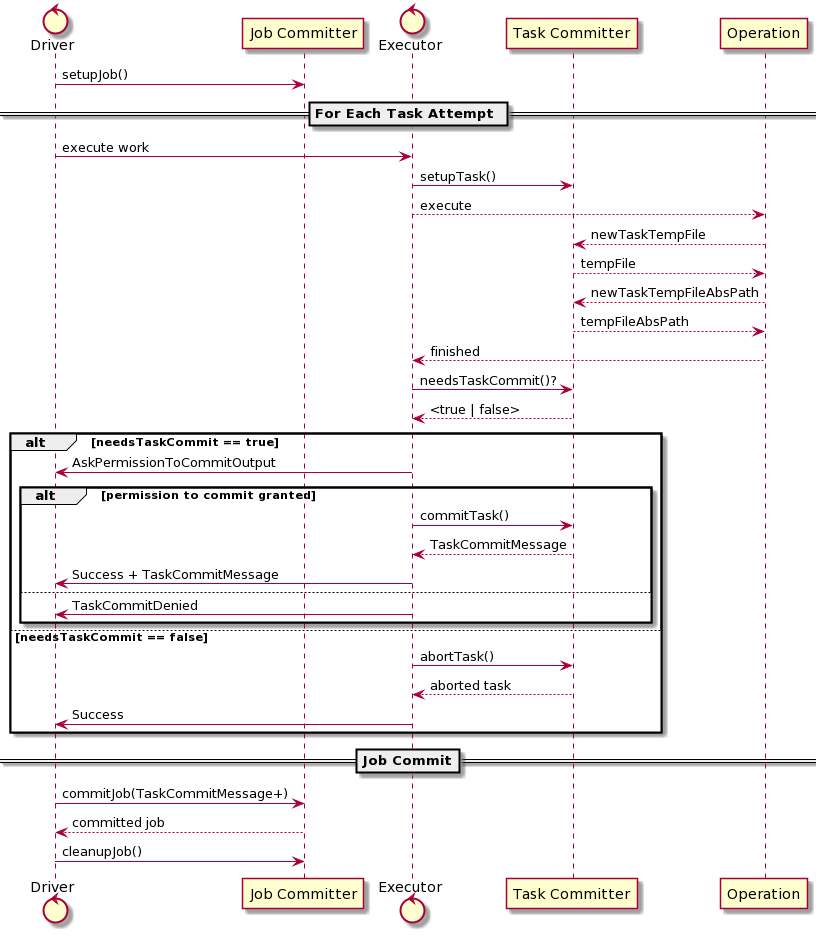 Driver
Job Committer
Executor
Task Committer
Operation
setupJob()
For Each Task Attempt
execute work
setupTask()
execute
newTaskTempFile
tempFile
newTaskTempFileAbsPath
tempFileAbsPath
finished
needsTaskCommit()?
<true | false>
alt [needsTaskCommit == true]
AskPermissionToCommitOutput
alt [permission to commit granted]
commitTask()
TaskCommitMessage
Success + TaskCommitMessage
TaskCommitDenied
[needsTaskCommit == false]
abortTask()
aborted task
Success
Job Commit
commitJob(TaskCommitMessage+)
committed job
cleanupJob()
Driver
Job Committer
Executor
Task Committer
Operation